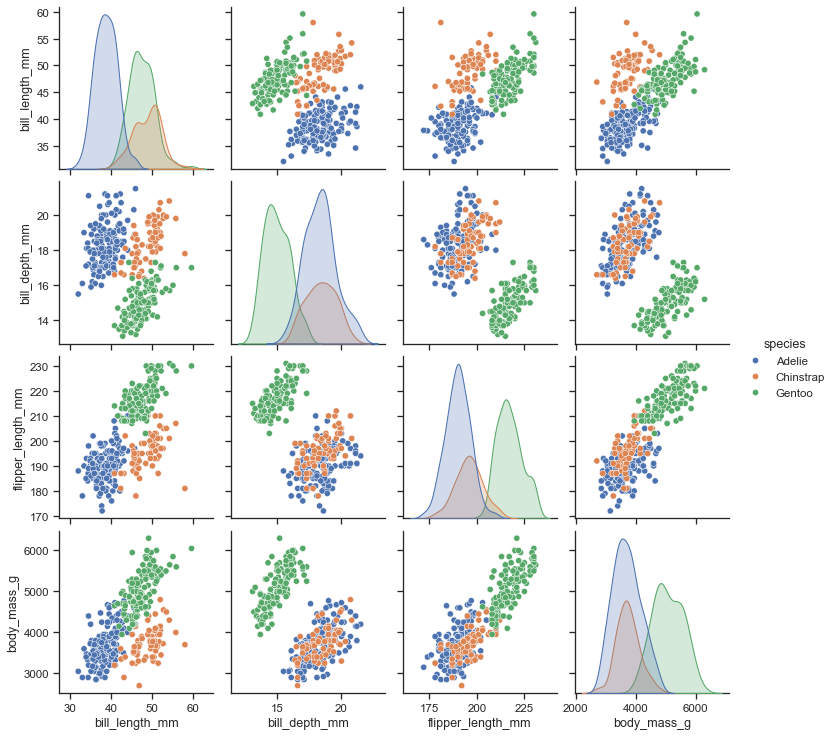 bill_length_mm
60
55
50
45
40
35
bill_depth_mm
20
18
16
14
flipper_length_mm
230
220
210
200
190
180
170
body_mass_g
6000
5000
4000
3000
30 40 50 60
bill_length_mm
15 20
bill_depth_mm
175 200 225
flipper_length_mm
2000 4000 6000
body_mass_g
species
Adelie
Chinstrap
Gentoo